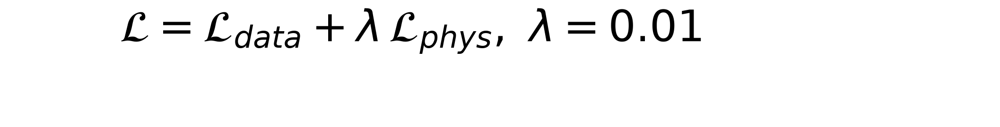 ℒ = ℒ_data + λ ℒ_phys, λ = 0.01